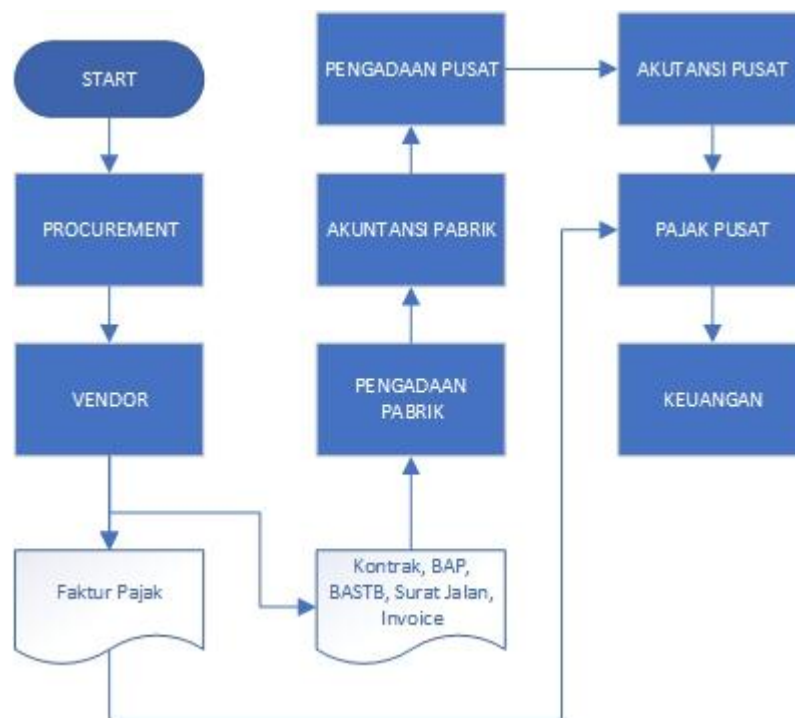 START
PROCUREMENT
VENDOR
Faktur Pajak
Kontrak, BAP,
BASTB, Surat Jalan,
Invoice
PENGADAAN
PABRIK
AKUNTANSI PABRIK
PENGADAAN PUSAT
AKUTANSI PUSAT
PAJAK PUSAT
KEUANGAN